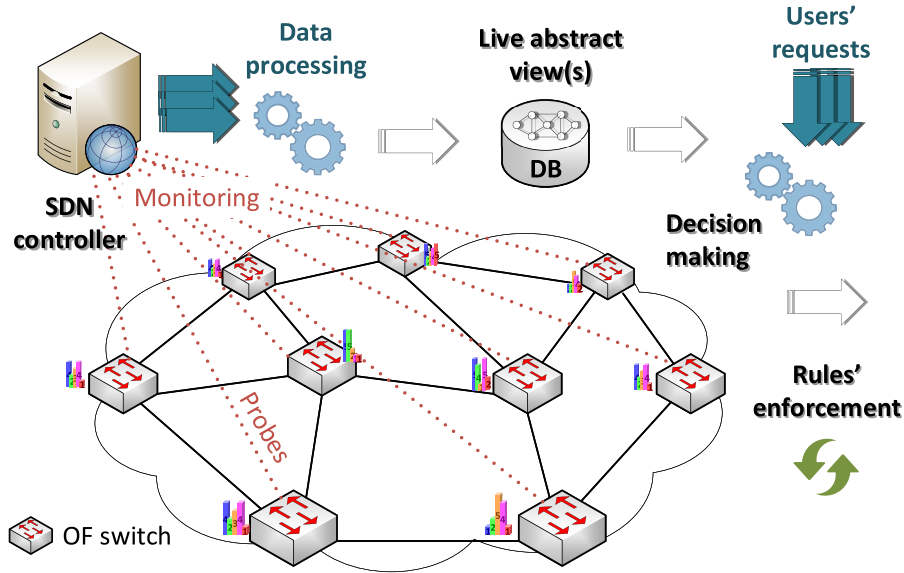 Data
processing
Live abstract
view(s)
Users’
requests
DB
Monitoring
SDN
controller
Decision
making
Rules’
enforcement
Probes
OF switch